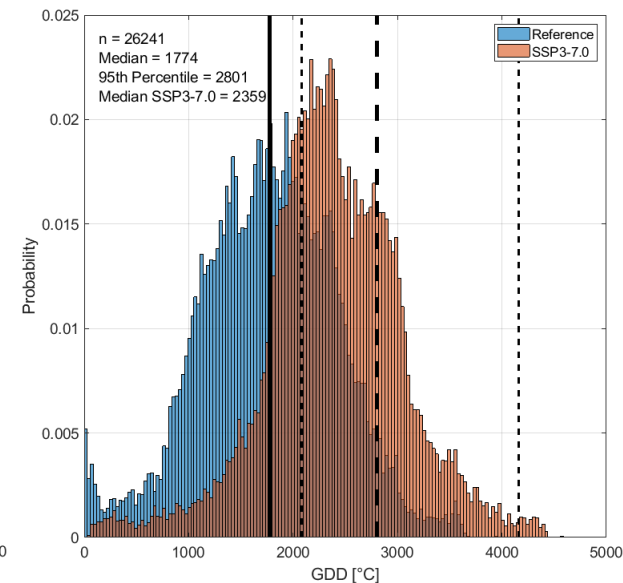 0.025
n = 26241
Median = 1774
95th Percentile = 2801
Median SSP3-7.0 = 2359
Reference
SSP3-7.0
0.02
0.015
Probability
0.01
0.005
0
0
0
1000
2000
3000
4000
5000
GDD [°C]